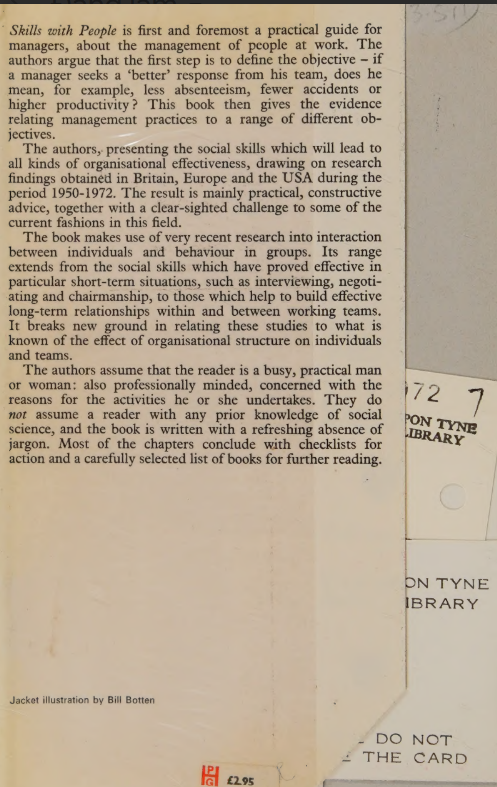 Skills with People is first and foremost a practical guide for
managers, about the management of people at work. The
authors argue that the first step is to define the objective – if
a manager seeks a ‘better’ response from his team, does he
mean, for example, less absenteeism, fewer accidents or
higher productivity? This book then gives the evidence
relating management practices to a range of different ob-
jectives.
The authors, presenting the social skills which will lead to
all kinds of organisational effectiveness, drawing on research
findings obtained in Britain, Europe and the USA during the
period 1950-1972. The result is mainly practical, constructive
advice, together with a clear-sighted challenge to some of the
current fashions in this field.
The book makes use of very recent research into interaction
between individuals and behaviour in groups. Its range
extends from the social skills which have proved effective in
particular short-term situations, such as interviewing, negoti-
ating and chairmanship, to those which help to build effective
long-term relationships within and between working teams.
It breaks new ground in relating these studies to what is
known of the effect of organisational structure on individuals
and teams.
The authors assume that the reader is a busy, practical man
or woman: also professionally minded, concerned with the
reasons for the activities he or she undertakes. They do
not assume a reader with any prior knowledge of social
science, and the book is written with a refreshing absence of
jargon. Most of the chapters conclude with checklists for
action and a carefully selected list of books for further reading.
Jacket illustration by Bill Botten
£2.95
72 7
PON TYNE
LIBRARY
ON TYNE
IBRARY
DO NOT
THE CARD